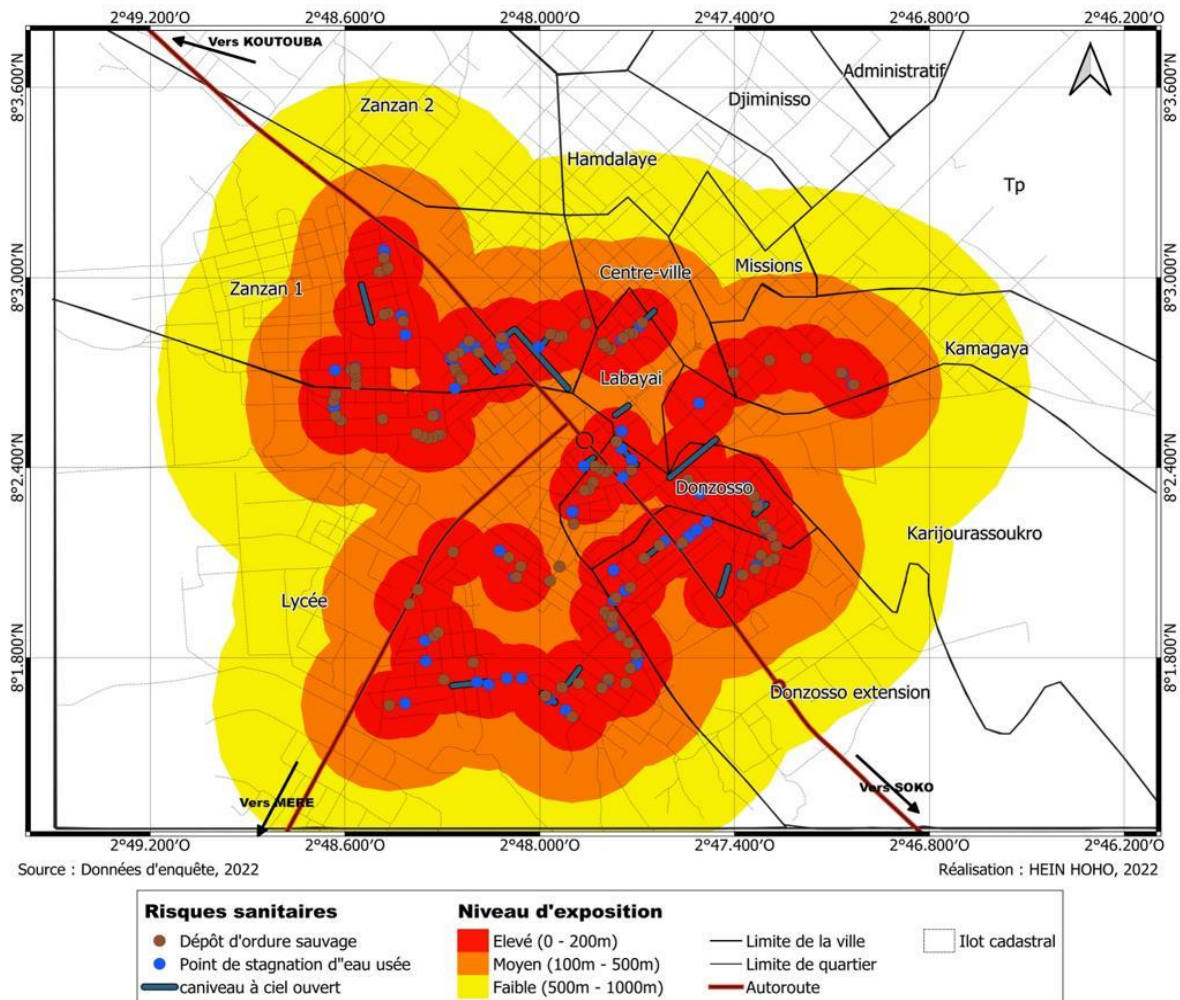 2°49.200'O 2°48.600'O 2°48.000'O 2°47.400'O 2°46.800'O 2°46.200'O
Vers KOUTOUBA
Administratif
8°3.600'N 8°3.600'N
Zanzan 2
Djiminisso
Hamdalaye
Tp
Centre-ville
Missions
8°3.000'N 8°3.000'N
Zanzan 1
Kamagaya
Labayai
8°2.400'N 8°2.400'N
Donzosso
Karijourassoukro
Lycée
8°1.800'N 8°1.800'N
Donzosso extension
Vers SOKO
Vers MERE
2°49.200'O 2°48.600'O 2°48.000'O 2°47.400'O 2°46.800'O 2°46.200'O
Source : Données d'enquête, 2022 Réalisation : HEIN HOHO, 2022
Risques sanitaires Niveau d'exposition
Dépôt d'ordure sauvage Elevé (0 - 200m) Limite de la ville Ilot cadastral
Point de stagnation d"eau usée Moyen (100m - 500m) Limite de quartier
caniveau à ciel ouvert Faible (500m - 1000m) Autoroute